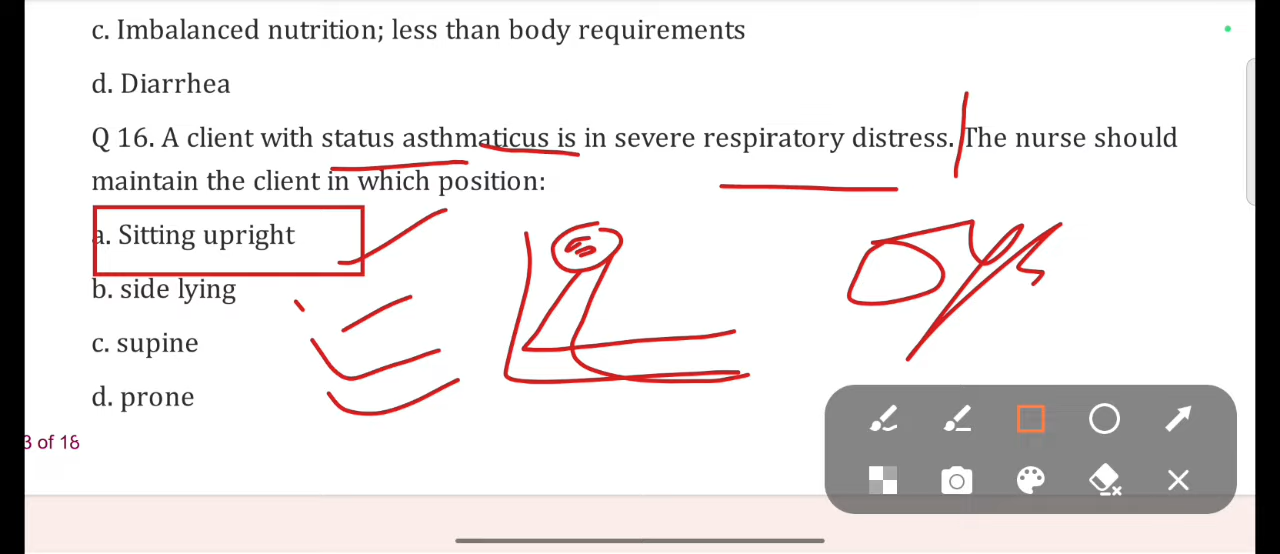 c. Imbalanced nutrition; less than body requirements
d. Diarrhea
Q 16. A client with status asthmaticus is in severe respiratory distress. The nurse should
maintain the client in which position:
a. Sitting upright
b. side lying
c. supine
d. prone
3 of 18